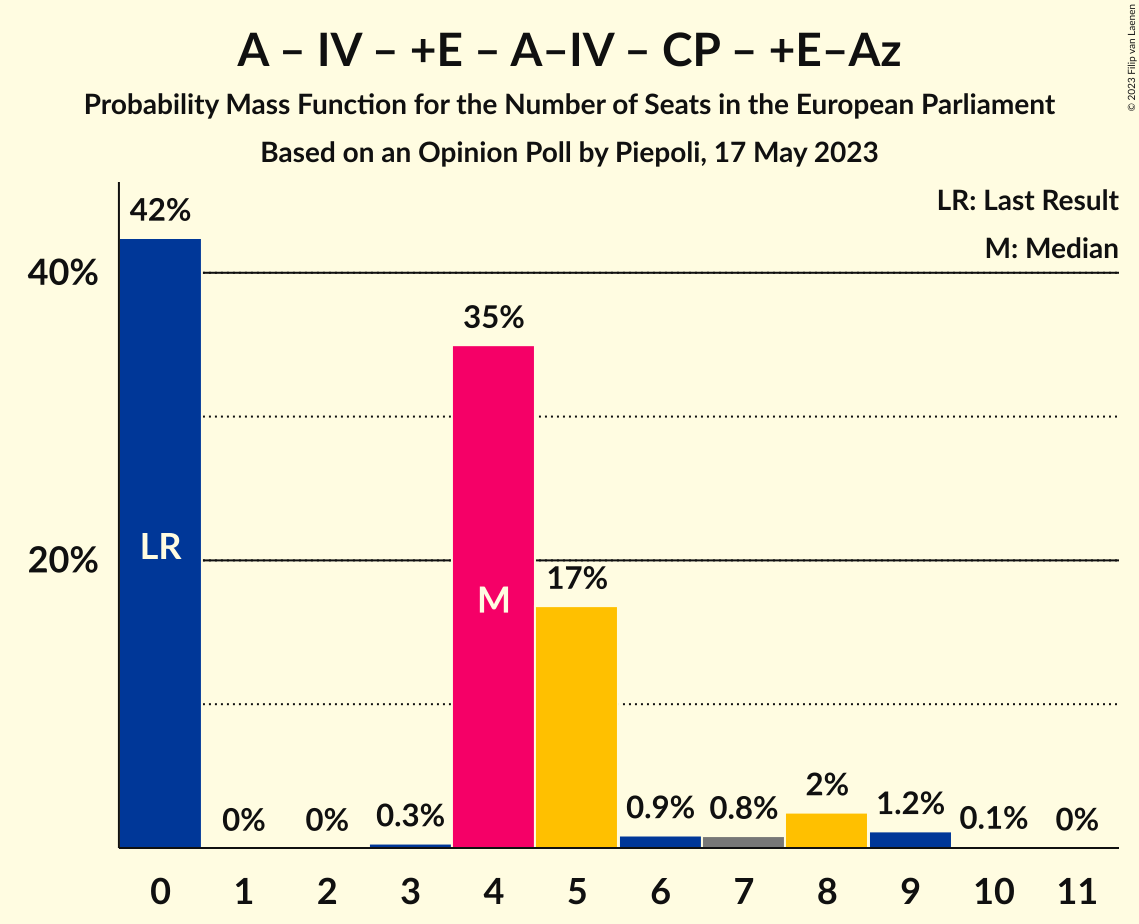 A – IV – +E – A–IV – CP – +E–Az
Probability Mass Function for the Number of Seats in the European Parliament
Based on an Opinion Poll by Piepoli, 17 May 2023
© 2023 Filip van Laenen
LR: Last Result
M: Median
42%
40%
35%
LR
20%
17%
M
0%
0%
0.3%
0.9%
0.8%
2%
1.2%
0.1%
0%
0 1 2 3 4 5 6 7 8 9 10 11